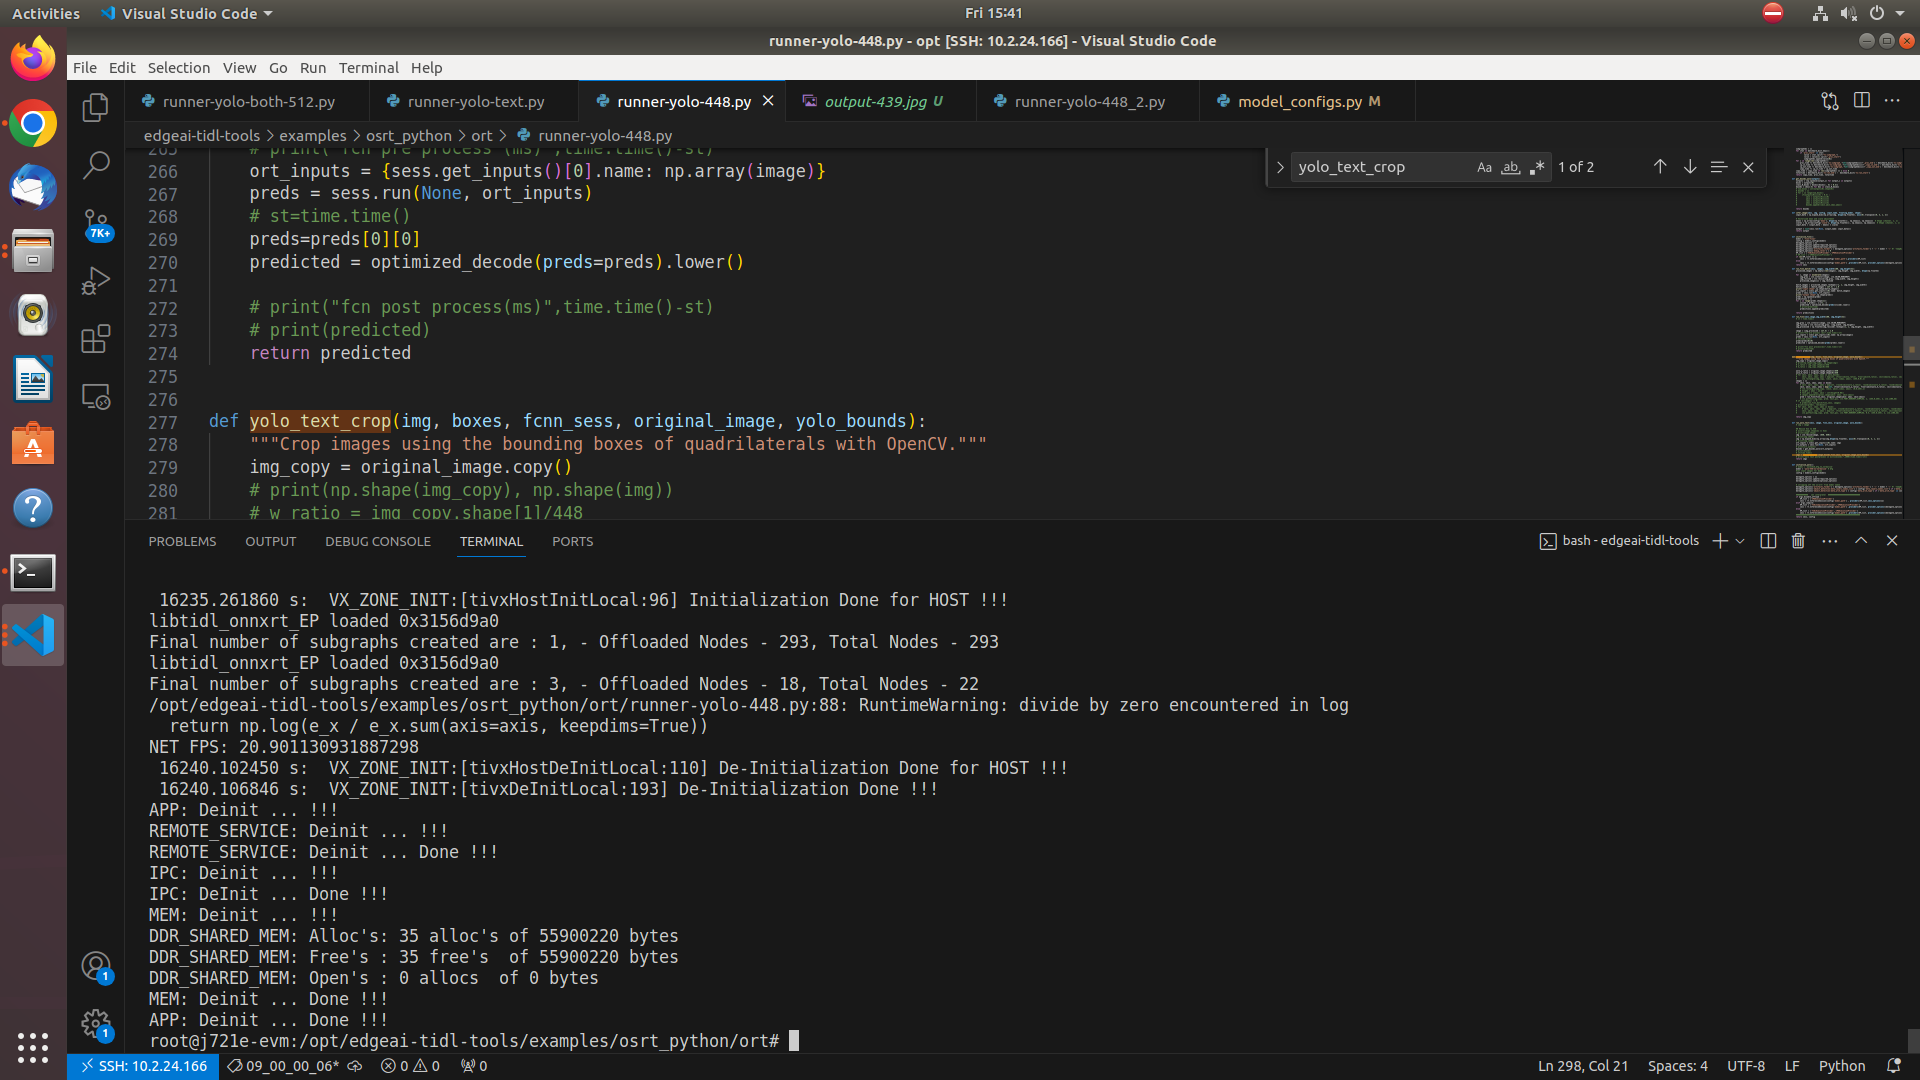 Activities
Visual Studio Code
Fri 15:41
runner-yolo-448.py - opt [SSH: 10.2.24.166] - Visual Studio Code
File Edit Selection View Go Run Terminal Help
runner-yolo-both-512.py
runner-yolo-text.py
runner-yolo-448.py
output-439.jpg U
runner-yolo-448_2.py
model_configs.py M
edgeai-tidl-tools > examples > osrt_python > ort > runner-yolo-448.py
yolo_text_crop
Aa
ab
1 of 2
265 # print("fcn pre process (ms)",time.time()-st)
266 ort_inputs = {sess.get_inputs()[0].name: np.array(image)}
267 preds = sess.run(None, ort_inputs)
268 # st=time.time()
269 preds=preds[0][0]
270 predicted = optimized_decode(preds=preds).lower()
271
272 # print("fcn post process(ms)",time.time()-st)
273 # print(predicted)
274 return predicted
275
276
277 def yolo_text_crop(img, boxes, fcnn_sess, original_image, yolo_bounds):
278 """Crop images using the bounding boxes of quadrilaterals with OpenCV."""
279 img_copy = original_image.copy()
280 # print(np.shape(img_copy), np.shape(img))
281 # w_ratio = img_copy.shape[1]/448
7K+
PROBLEMS OUTPUT DEBUG CONSOLE TERMINAL PORTS
bash - edgeai-tidl-tools
16235.261860 s:  VX_ZONE_INIT:[tivxHostInitLocal:96] Initialization Done for HOST !!!
libtidl_onnxrt_EP loaded 0x3156d9a0
Final number of subgraphs created are : 1, - Offloaded Nodes - 293, Total Nodes - 293
libtidl_onnxrt_EP loaded 0x3156d9a0
Final number of subgraphs created are : 3, - Offloaded Nodes - 18, Total Nodes - 22
/opt/edgeai-tidl-tools/examples/osrt_python/ort/runner-yolo-448.py:88: RuntimeWarning: divide by zero encountered in log
return np.log(e_x / e_x.sum(axis=axis, keepdims=True))
NET FPS: 20.901130931887298
16240.102450 s:  VX_ZONE_INIT:[tivxHostDeInitLocal:110] De-Initialization Done for HOST !!!
16240.106846 s:  VX_ZONE_INIT:[tivxDeInitLocal:193] De-Initialization Done !!!
APP: Deinit ... !!!
REMOTE_SERVICE: Deinit ... !!!
REMOTE_SERVICE: Deinit ... Done !!!
IPC: Deinit ... !!!
IPC: DeInit ... Done !!!
MEM: Deinit ... !!!
DDR_SHARED_MEM: Alloc's: 35 alloc's of 55900220 bytes
DDR_SHARED_MEM: Free's : 35 free's  of 55900220 bytes
DDR_SHARED_MEM: Open's : 0 allocs  of 0 bytes
MEM: Deinit ... Done !!!
APP: Deinit ... Done !!!
root@j721e-evm:/opt/edgeai-tidl-tools/examples/osrt_python/ort#
1
1
SSH: 10.2.24.166
09_00_00_06*
0 0
0
Ln 298, Col 21
Spaces: 4
UTF-8
LF
Python